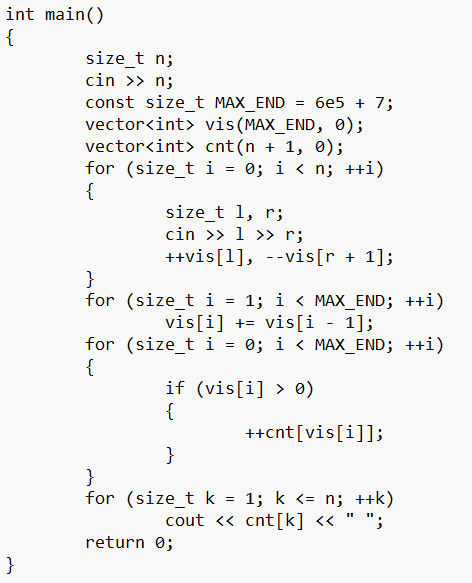 int main()
{
        size_t n;
        cin >> n;
        const size_t MAX_END = 6e5 + 7;
        vector<int> vis(MAX_END, 0);
        vector<int> cnt(n + 1, 0);
        for (size_t i = 0; i < n; ++i)
        {
                size_t l, r;
                cin >> l >> r;
                ++vis[l], --vis[r + 1];
        }
        for (size_t i = 1; i < MAX_END; ++i)
                vis[i] += vis[i - 1];
        for (size_t i = 0; i < MAX_END; ++i)
        {
                if (vis[i] > 0)
                {
                        ++cnt[vis[i]];
                }
        }
        for (size_t k = 1; k <= n; ++k)
                cout << cnt[k] << " ";
        return 0;
}